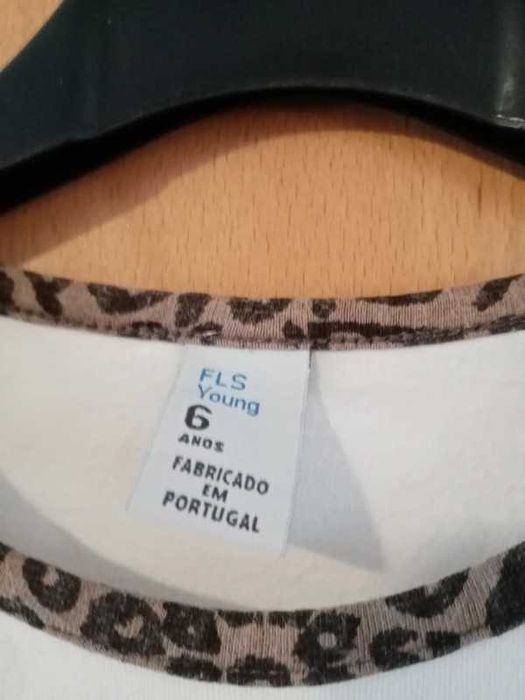 FLS
Young
6
ANOS
FABRICADO
EM
PORTUGAL